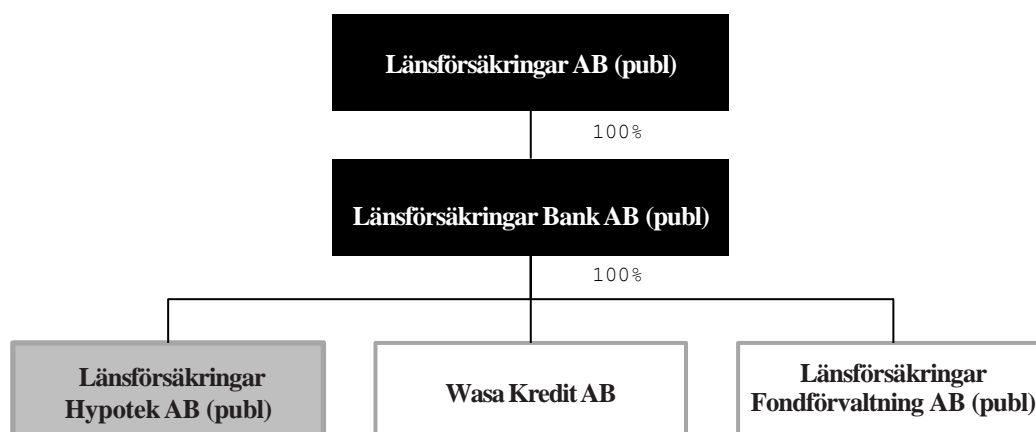 Länsförsäkringar AB (publ)
100%
Länsförsäkringar Bank AB (publ)
100%
Länsförsäkringar
Hypotek AB (publ)
Wasa Kredit AB
Länsförsäkringar
Fondförvaltning AB (publ)